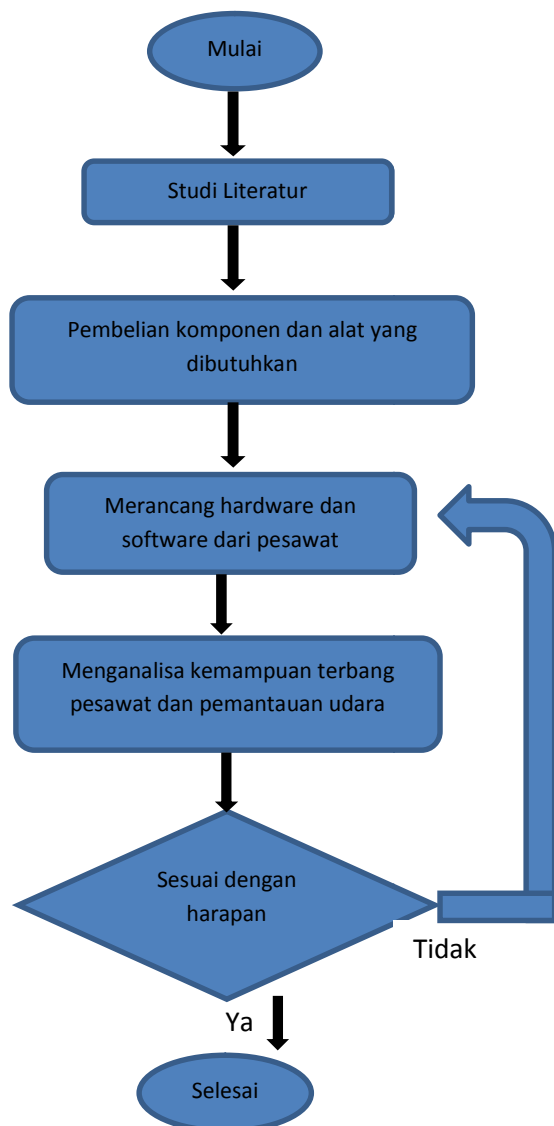 Mulai
Studi Literatur
Pembelian komponen dan alat yang
dibutuhkan
Merancang hardware dan
software dari pesawat
Menganalisa kemampuan terbang
pesawat dan pemantauan udara
Sesuai dengan
harapan
Tidak
Ya
Selesai